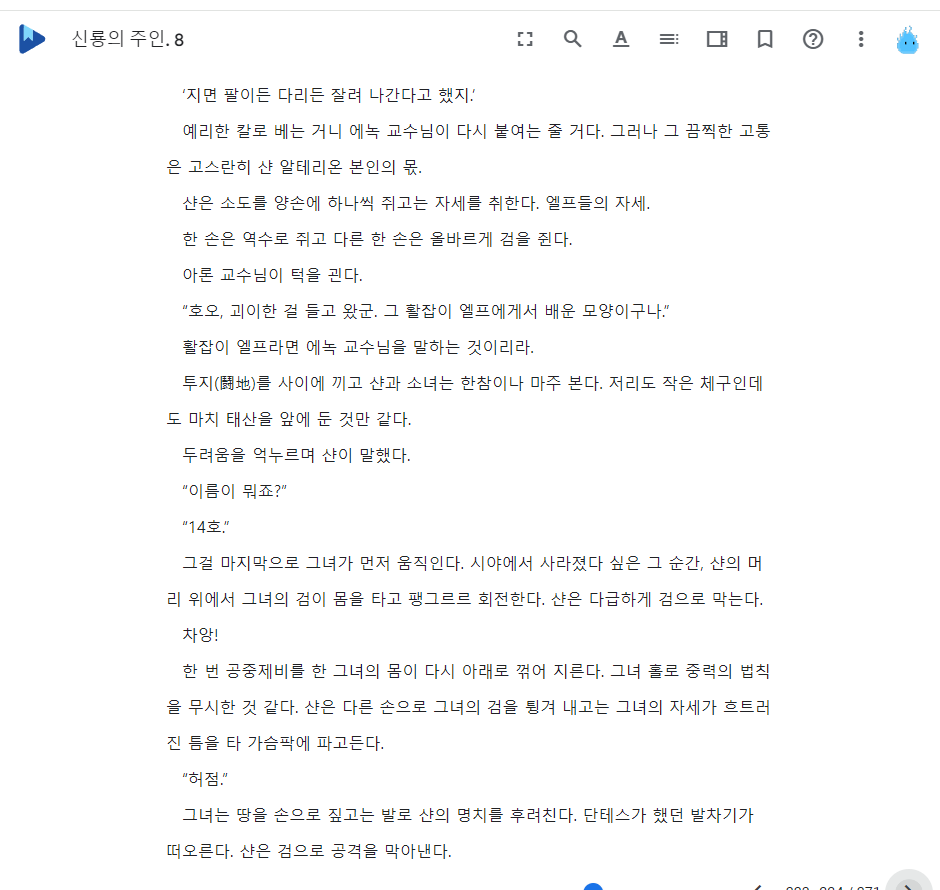 신룡의 주인. 8
‘지면 팔이든 다리든 잘려 나간다고 했지.’
예리한 칼로 베는 거니 에녹 교수님이 다시 붙여는 줄 거다. 그러나 그 끔찍한 고통
은 고스란히 샨 알테리온 본인의 몫.
샨은 소도를 양손에 하나씩 쥐고는 자세를 취한다. 엘프들의 자세.
한 손은 역수로 쥐고 다른 한 손은 올바르게 검을 쥔다.
아론 교수님이 턱을 괸다.
“호오, 괴이한 걸 들고 왔군. 그 활잡이 엘프에게서 배운 모양이구나.”
활잡이 엘프라면 에녹 교수님을 말하는 것이리라.
투지(鬪地)를 사이에 끼고 샨과 소녀는 한참이나 마주 본다. 저리도 작은 체구인데
도 마치 태산을 앞에 둔 것만 같다.
두려움을 억누르며 샨이 말했다.
“이름이 뭐죠?”
“14호.”
그걸 마지막으로 그녀가 먼저 움직인다. 시야에서 사라졌다 싶은 그 순간, 샨의 머
리 위에서 그녀의 검이 몸을 타고 팽그르르 회전한다. 샨은 다급하게 검으로 막는다.
차앙!
한 번 공중제비를 한 그녀의 몸이 다시 아래로 꺾어 지른다. 그녀 홀로 중력의 법칙
을 무시한 것 같다. 샨은 다른 손으로 그녀의 검을 튕겨 내고는 그녀의 자세가 흐트러
진 틈을 타 가슴팍에 파고든다.
“허점.”
그녀는 땅을 손으로 짚고는 발로 샨의 명치를 후려친다. 단테스가 했던 발차기가
떠오른다. 샨은 검으로 공격을 막아낸다.